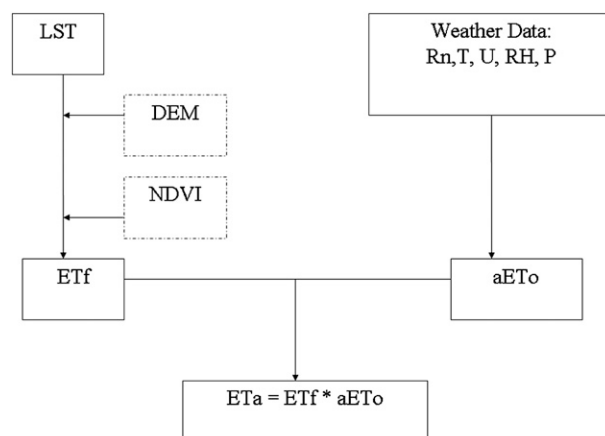 LST
Weather Data:
Rn,T, U, RH, P
DEM
NDVI
ETf
aETo
ETa = ETf * aETo